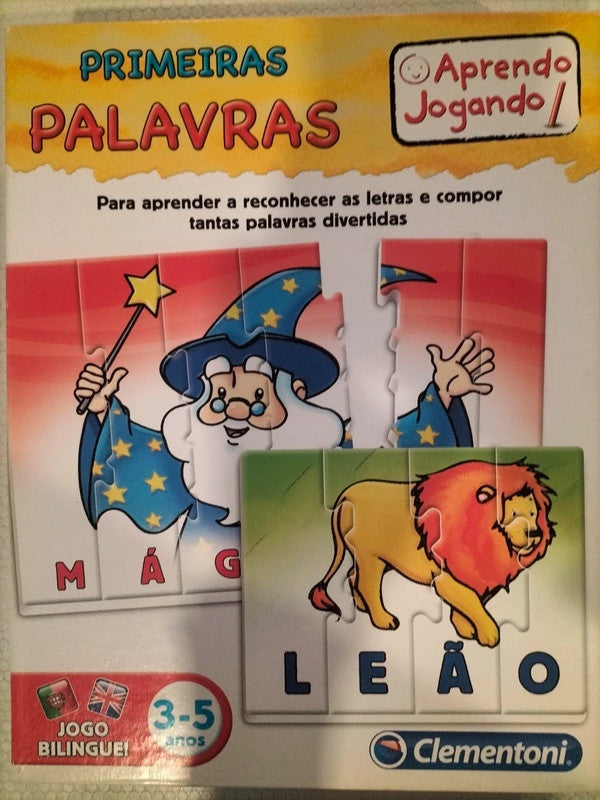 PRIMEIRAS
PALAVRAS
Aprendo
Jogando!
Para aprender a reconhecer as letras e compor
tantas palavras divertidas
M Á G
L E Ã O
JOGO
BILINGUE!
3-5
anos
Clementoni®